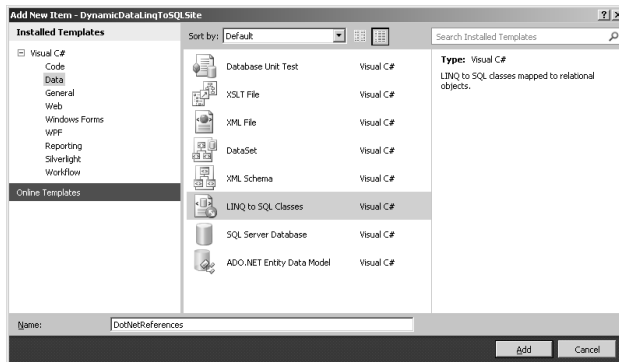 Add New Item - DynamicDataLinqToSQLSite
Installed Templates
Sort by: Default
Search Installed Templates
Visual C#
Code
Data
General
Web
Windows Forms
WPF
Reporting
Silverlight
Workflow
Online Templates
Database Unit Test Visual C#
XSLT File Visual C#
XML File Visual C#
DataSet Visual C#
XML Schema Visual C#
LINQ to SQL Classes Visual C#
SQL Server Database Visual C#
ADO.NET Entity Data Model Visual C#
Type: Visual C#
LINQ to SQL classes mapped to relational
objects.
Name: DotNetReferences
Add Cancel